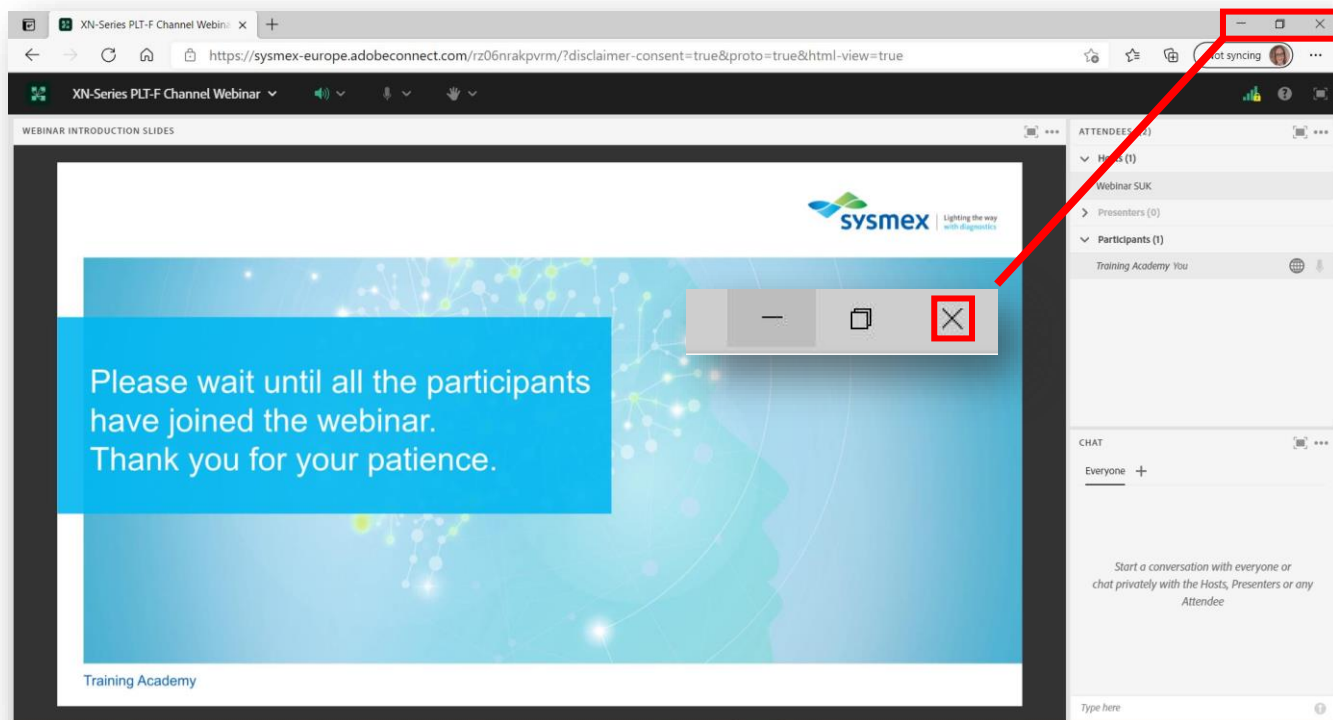 XN-Series PLT-F Channel Webina
https://sysmex-europe.adobeconnect.com/rz06nrakpvrm/?disclaimer-consent=true&proto=true&html-view=true
syncing
XN-Series PLT-F Channel Webinar
WEBINAR INTRODUCTION SLIDES
ATTENDEES
(1)
Webinar SUK
Presenters (0)
Participants (1)
Training Academy You
sysmex
Lighting the way
with diagnostics
Please wait until all the participants
have joined the webinar.
Thank you for your patience.
Training Academy
CHAT
Everyone
Start a conversation with everyone or
chat privately with the Hosts, Presenters or any
Attendee
Type here